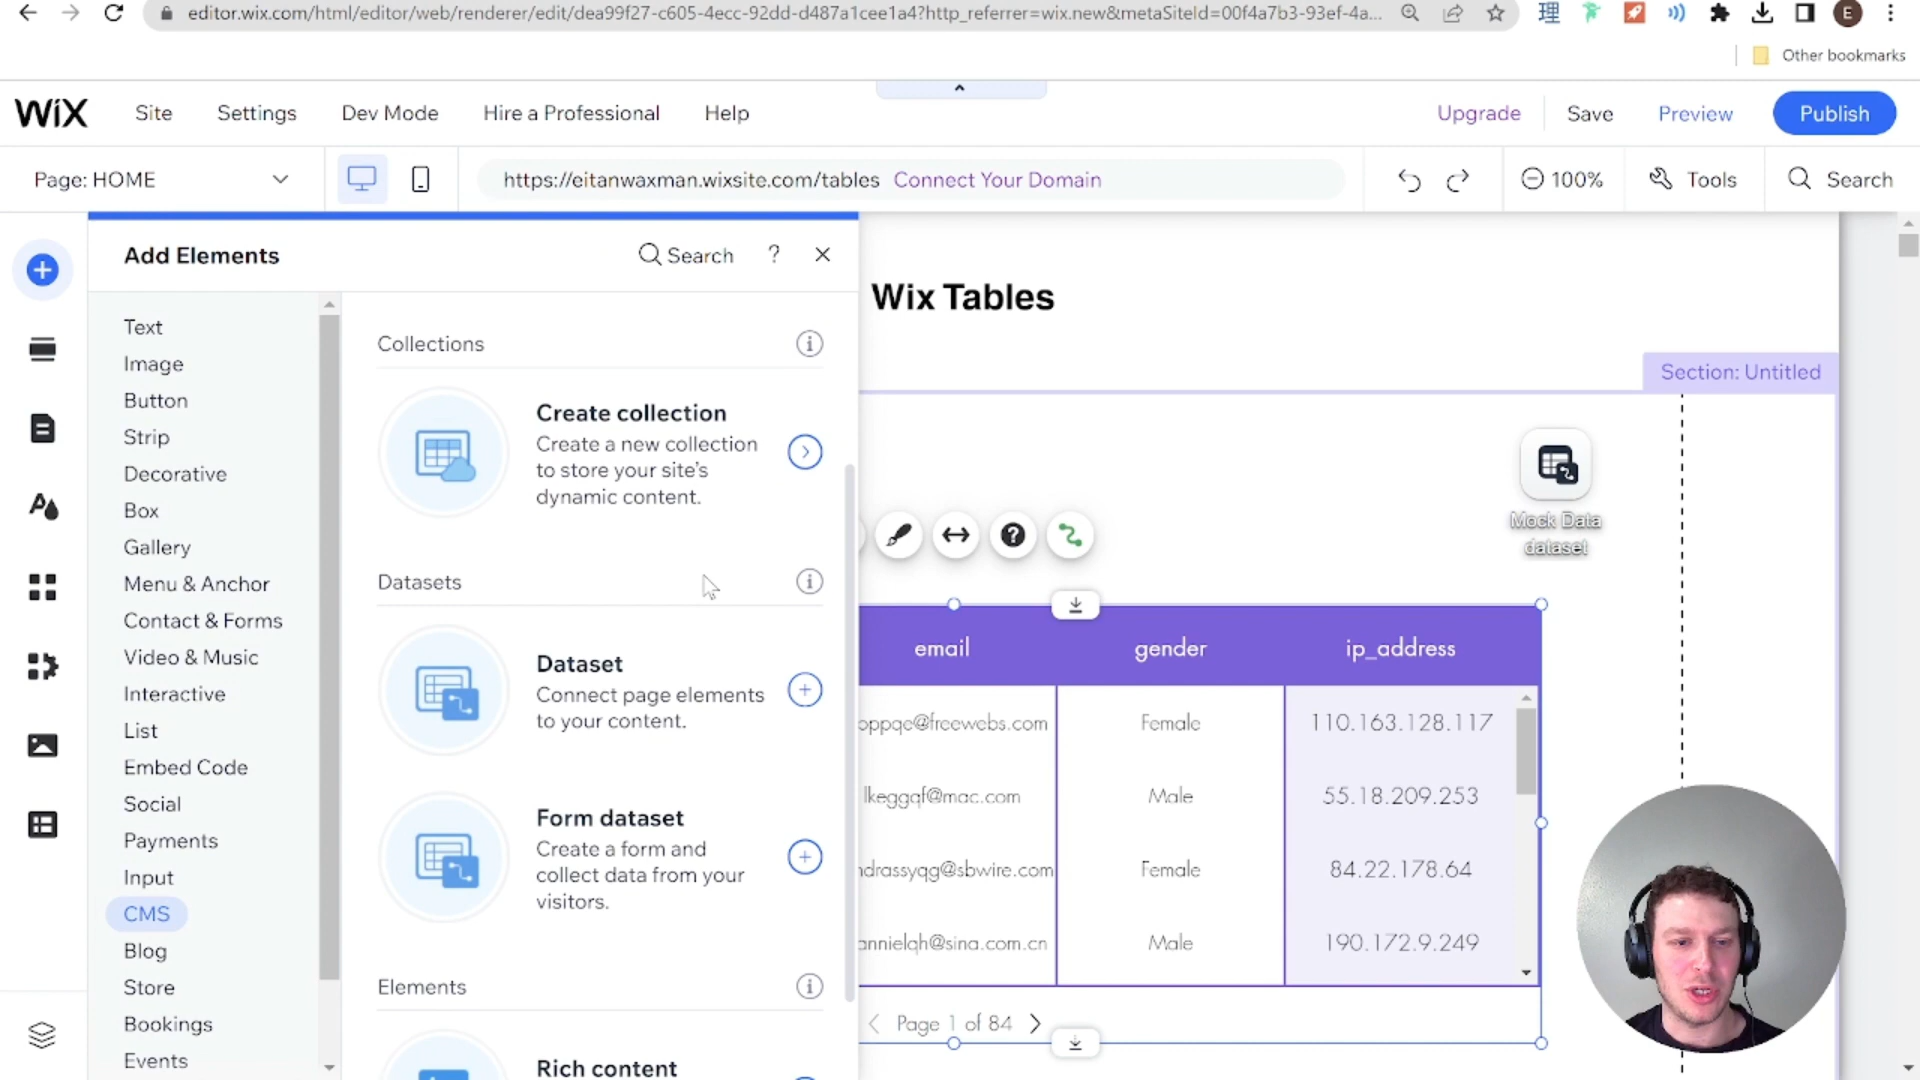 editor.wix.com/html/editor/web/renderer/edit/dea99f27-c605-4ecc-92dd-d487a1cee1a4?http_referrer=wix.new&metaSiteId=00f4a7b3-93ef-4a...
E
Other bookmarks
WiX
Site
Settings
Dev Mode
Hire a Professional
Help
Upgrade
Save
Preview
Publish
Page: HOME
https://eitanwaxman.wixsite.com/tables
Connect Your Domain
100%
Tools
Search
Add Elements
Search
?
Text
Image
Button
Strip
Decorative
Box
Gallery
Menu & Anchor
Contact & Forms
Video & Music
Interactive
List
Embed Code
Social
Payments
Input
CMS
Blog
Store
Bookings
Events
Collections
Create collection
Create a new collection
to store your site's
dynamic content.
Datasets
Dataset
Connect page elements
to your content.
Form dataset
Create a form and
collect data from your
visitors.
Elements
Rich content
Wix Tables
Section: Untitled
Mock Data
dataset
email gender ip_address
oppqe@freewebs.com Female 110.163.128.117
lkeggqf@mac.com Male 55.18.209.253
ndrassyqg@sbwire.com Female 84.22.178.64
annielqh@sina.com.cn Male 190.172.9.249
Page 1 of 84